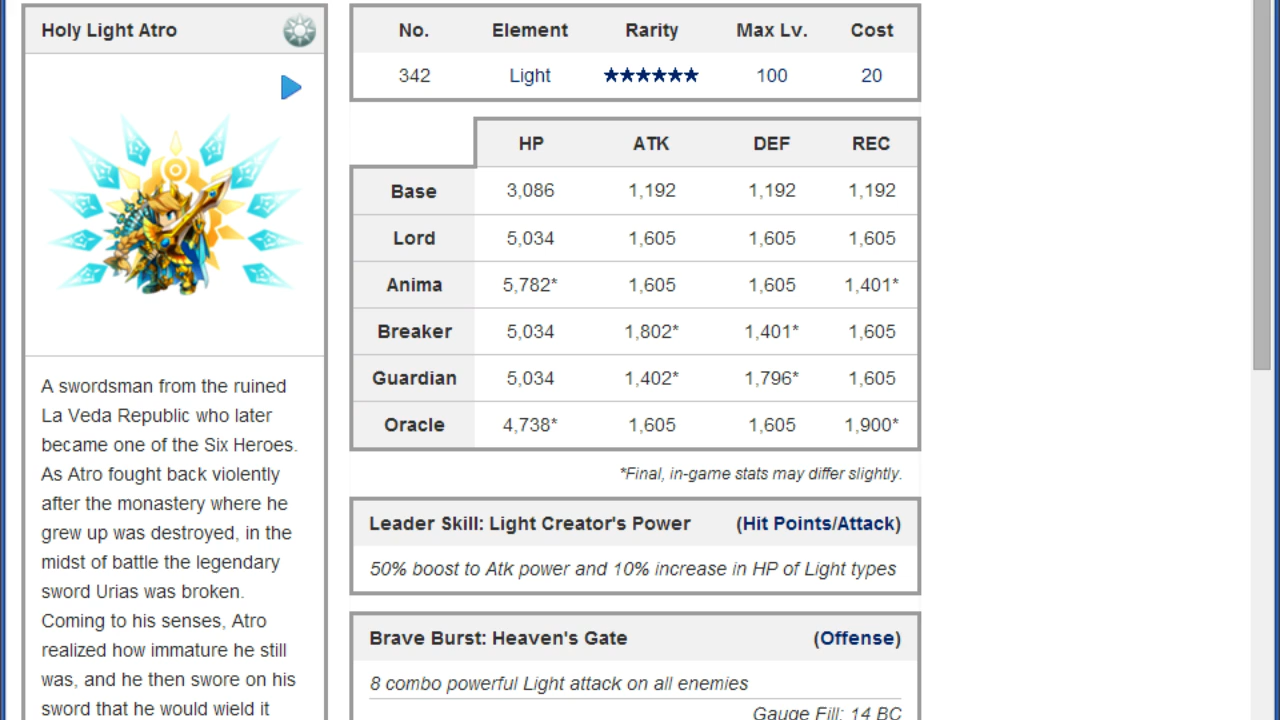 Holy Light Atro
A swordsman from the ruined
La Veda Republic who later
became one of the Six Heroes.
As Atro fought back violently
after the monastery where he
grew up was destroyed, in the
midst of battle the legendary
sword Urias was broken.
Coming to his senses, Atro
realized how immature he still
was, and he then swore on his
sword that he would wield it
No. Element Rarity Max Lv. Cost
342 Light ★★★★★★ 100 20
HP ATK DEF REC
Base 3,086 1,192 1,192 1,192
Lord 5,034 1,605 1,605 1,605
Anima 5,782* 1,605 1,605 1,401*
Breaker 5,034 1,802* 1,401* 1,605
Guardian 5,034 1,402* 1,796* 1,605
Oracle 4,738* 1,605 1,605 1,900*
*Final, in-game stats may differ slightly.
Leader Skill: Light Creator's Power (Hit Points/Attack)
50% boost to Atk power and 10% increase in HP of Light types
Brave Burst: Heaven's Gate (Offense)
8 combo powerful Light attack on all enemies
Gauge Fill: 14 BC